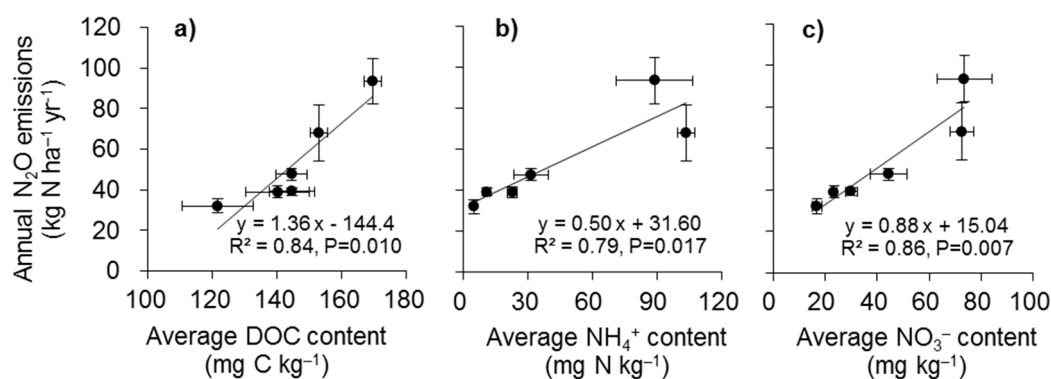 Annual N₂O emissions
(kg N ha⁻¹ yr⁻¹)
120
100
80
60
40
20
0
a)
y = 1.36 x - 144.4
R² = 0.84, P=0.010
100
120
140
160
180
Average DOC content
(mg C kg⁻¹)
b)
y = 0.50 x + 31.60
R² = 0.79, P=0.017
0
30
60
90
120
Average NH₄⁺ content
(mg N kg⁻¹)
c)
y = 0.88 x + 15.04
R² = 0.86, P=0.007
0
20
40
60
80
100
Average NO₃⁻ content
(mg kg⁻¹)